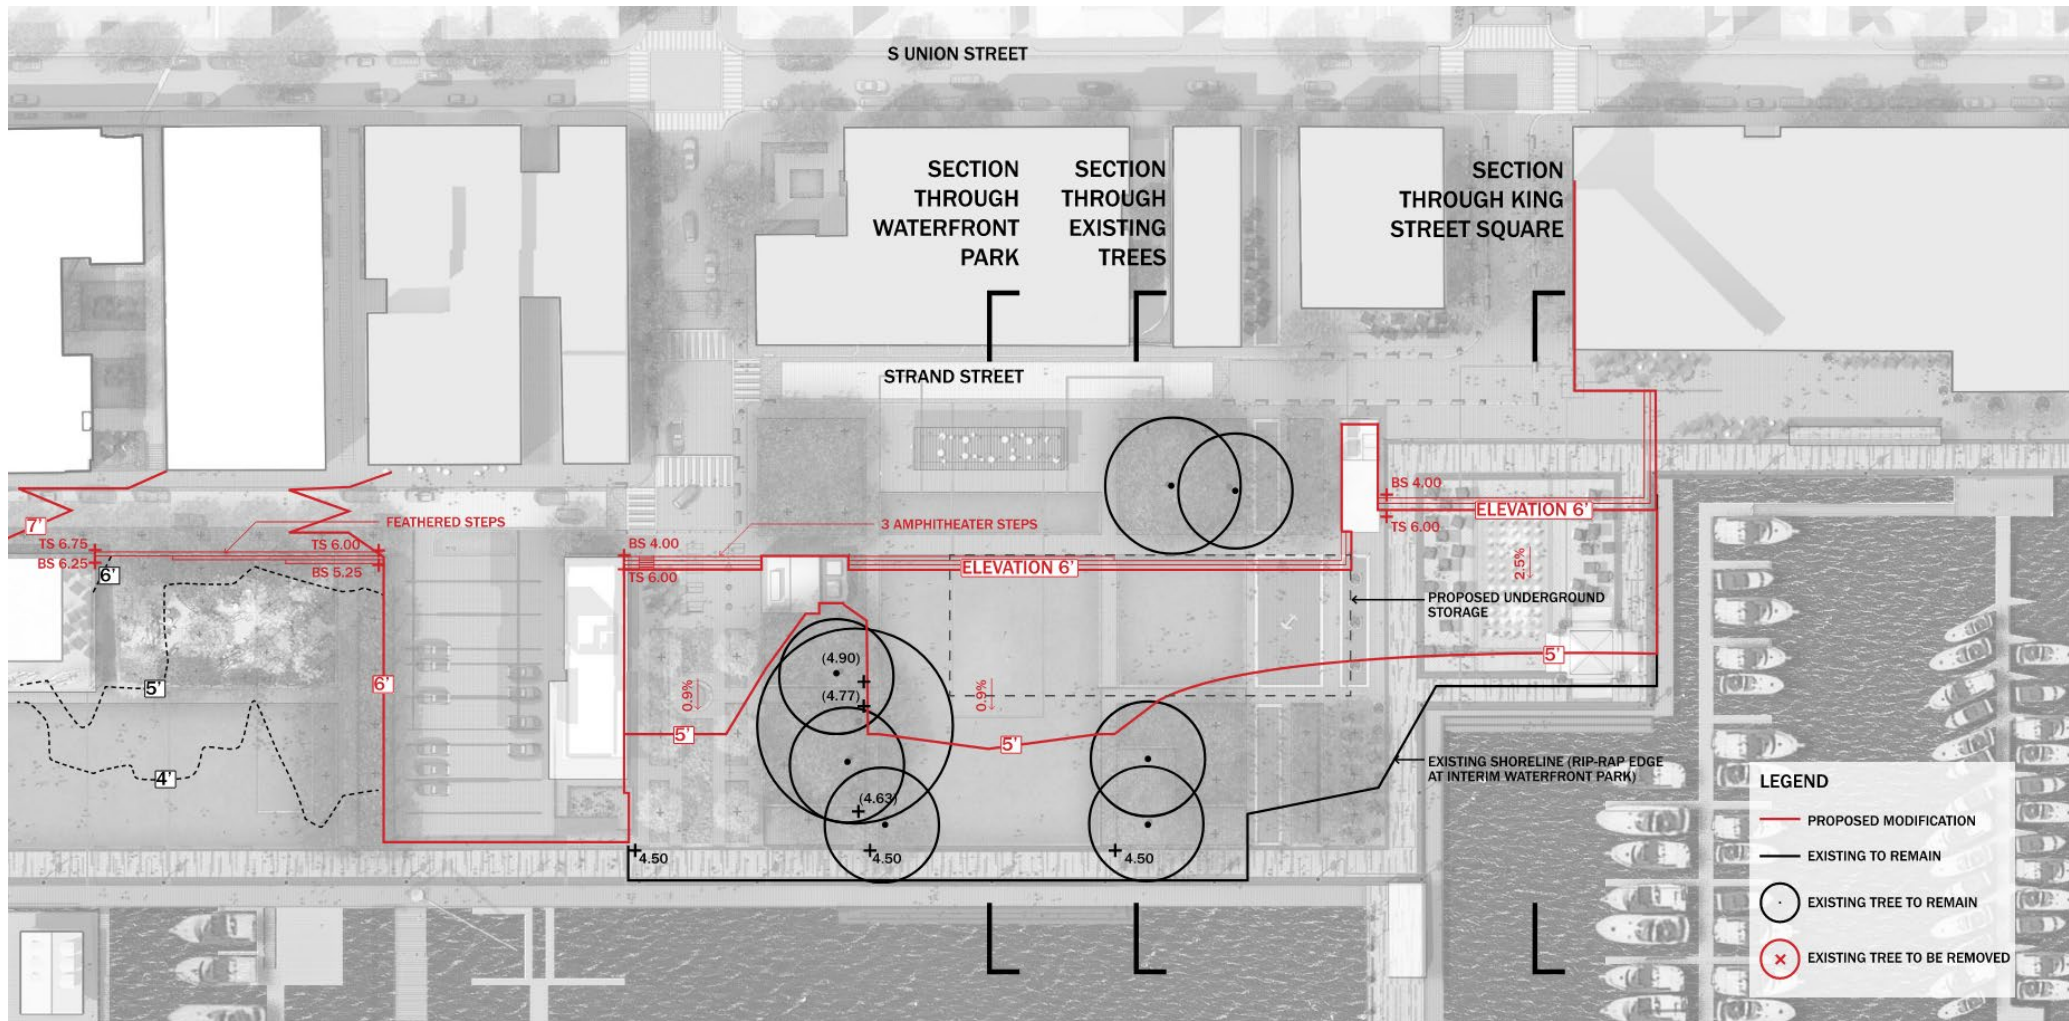 S UNION STREET
SECTION
THROUGH
WATERFRONT
PARK
SECTION
THROUGH
EXISTING
TREES
SECTION
THROUGH KING
STREET SQUARE
STRAND STREET
7'
FEATHERED STEPS
TS 6.75
BS 6.25
6'
TS 6.00
BS 5.25
3 AMPHITHEATER STEPS
BS 4.00
TS 6.00
ELEVATION 6'
BS 4.00
TS 6.00
ELEVATION 6'
2.5%
PROPOSED UNDERGROUND
STORAGE
5'
4'
6'
0.9%
5'
(4.90)
(4.77)
(4.63)
0.9%
5'
5'
EXISTING SHORELINE (RIP-RAP EDGE
AT INTERIM WATERFRONT PARK)
4.50
4.50
4.50
LEGEND
PROPOSED MODIFICATION
EXISTING TO REMAIN
EXISTING TREE TO REMAIN
EXISTING TREE TO BE REMOVED